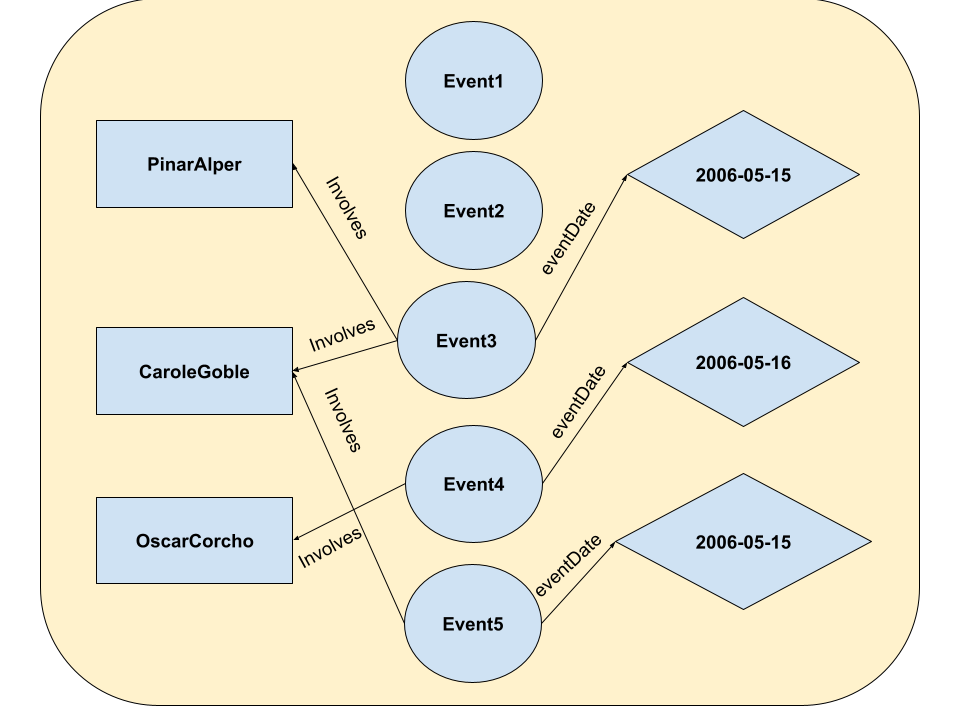 Event1
PinarAlper
Involves
Event2
eventDate
2006-05-15
Involves
Event3
CaroleGoble
Involves
eventDate
2006-05-16
Event4
OscarCorcho
Involves
eventDate
2006-05-15
Event5